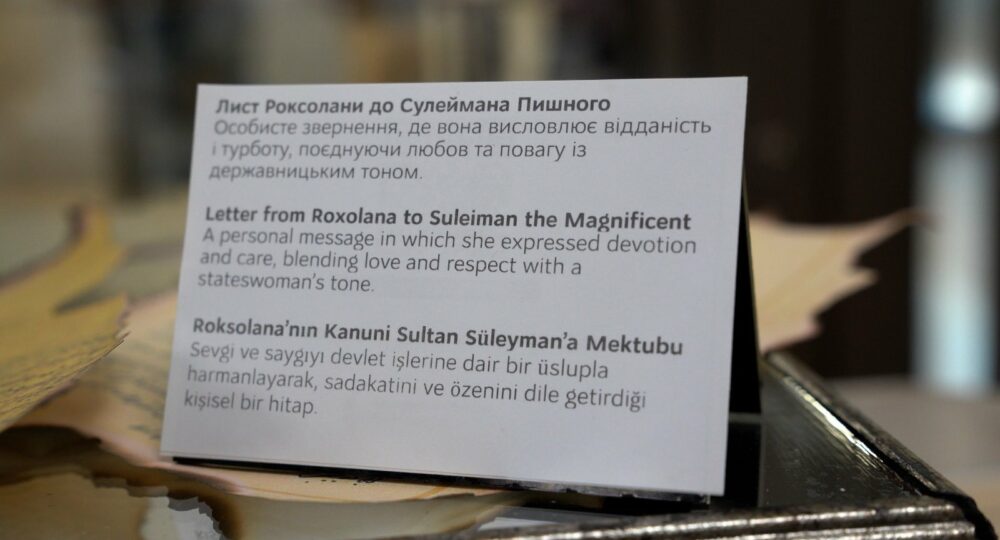 Лист Роксолани до Сулеймана Пишного
Особисте звернення, де вона висловлює відданість
і турботу, поєднуючи любов та повагу із
державницьким тоном.
Letter from Roxolana to Suleiman the Magnificent
A personal message in which she expressed devotion
and care, blending love and respect with a
stateswoman's tone.
Roksolana'nın Kanuni Sultan Süleyman'a Mektubu
Sevgi ve saygıyı devlet işlerine dair bir üslupla
harmanlayarak, sadakatini ve özenini dile getirdiği
kişisel bir hitap.